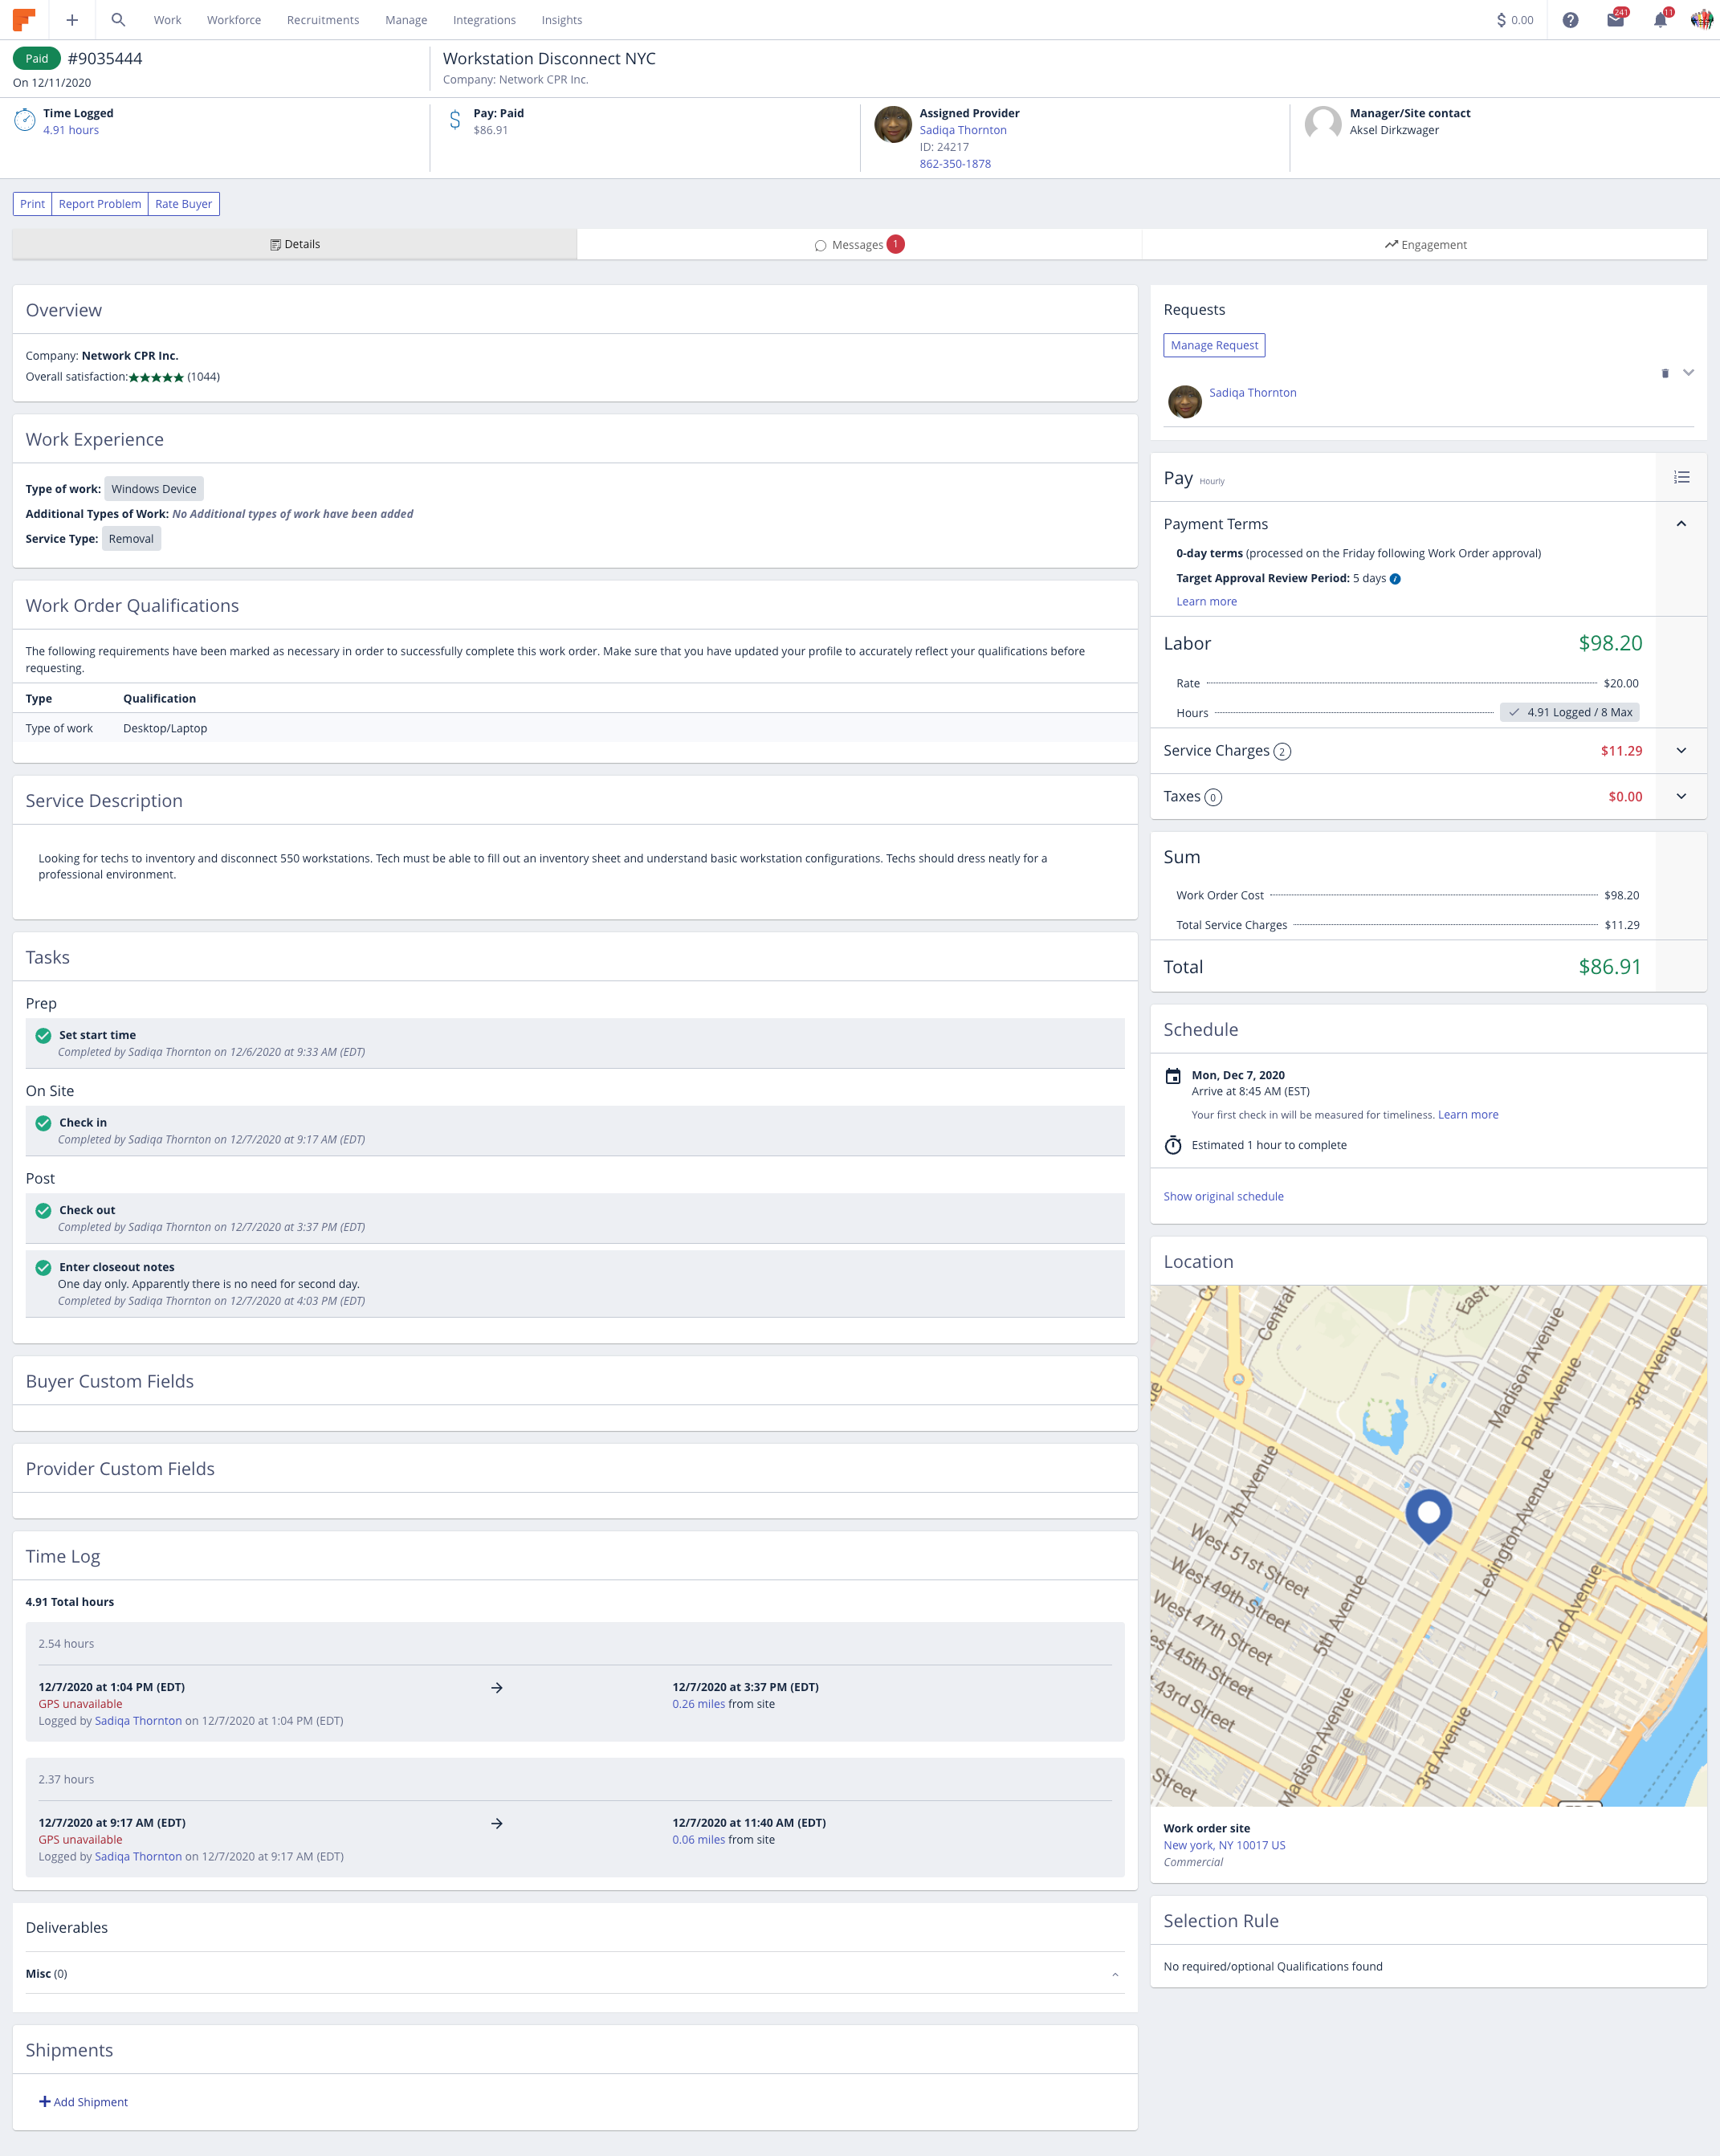 Work Workforce Recruitments Manage Integrations Insights $ 0.00 241 11
Paid #9035444
On 12/11/2020
Workstation Disconnect NYC
Company: Network CPR Inc.
Time Logged
4.91 hours
Pay: Paid
$86.91
Assigned Provider
Sadiqa Thornton
ID: 24217
862-350-1878
Manager/Site contact
Aksel Dirkzwager
Print Report Problem Rate Buyer
Details Messages 1 Engagement
Overview
Company: Network CPR Inc.
Overall satisfaction:★★★★★ (1044)
Work Experience
Type of work: Windows Device
Additional Types of Work: No Additional types of work have been added
Service Type: Removal
Work Order Qualifications
The following requirements have been marked as necessary in order to successfully complete this work order. Make sure that you have updated your profile to accurately reflect your qualifications before
requesting.
Type Qualification
Type of work Desktop/Laptop
Service Description
Looking for techs to inventory and disconnect 550 workstations. Tech must be able to fill out an inventory sheet and understand basic workstation configurations. Techs should dress neatly for a
professional environment.
Tasks
Prep
Set start time
Completed by Sadiqa Thornton on 12/6/2020 at 9:33 AM (EDT)
On Site
Check in
Completed by Sadiqa Thornton on 12/7/2020 at 9:17 AM (EDT)
Post
Check out
Completed by Sadiqa Thornton on 12/7/2020 at 3:37 PM (EDT)
Enter closeout notes
One day only. Apparently there is no need for second day.
Completed by Sadiqa Thornton on 12/7/2020 at 4:03 PM (EDT)
Buyer Custom Fields
Provider Custom Fields
Time Log
4.91 Total hours
2.54 hours
12/7/2020 at 1:04 PM (EDT) → 12/7/2020 at 3:37 PM (EDT)
GPS unavailable 0.26 miles from site
Logged by Sadiqa Thornton on 12/7/2020 at 1:04 PM (EDT)
2.37 hours
12/7/2020 at 9:17 AM (EDT) → 12/7/2020 at 11:40 AM (EDT)
GPS unavailable 0.06 miles from site
Logged by Sadiqa Thornton on 12/7/2020 at 9:17 AM (EDT)
Deliverables
Misc (0)
Shipments
Add Shipment
Requests
Manage Request
Sadiqa Thornton
Pay Hourly
Payment Terms
0-day terms (processed on the Friday following Work Order approval)
Target Approval Review Period: 5 days
Learn more
Labor $98.20
Rate $20.00
Hours 4.91 Logged / 8 Max
Service Charges 2 $11.29
Taxes 0 $0.00
Sum
Work Order Cost $98.20
Total Service Charges $11.29
Total $86.91
Schedule
Mon, Dec 7, 2020
Arrive at 8:45 AM (EST)
Your first check in will be measured for timeliness. Learn more
Estimated 1 hour to complete
Show original schedule
Location
Central
East
Madison Avenue
Park Avenue
3rd Avenue
7th Avenue
Lexington Avenue
West 51st Street
West 49th Street
West 47th Street
est 45th Street
43rd Street
5th Avenue
2nd Avenue
Madison Avenue
3rd Avenue
Street
Work order site
New york, NY 10017 US
Commercial
Selection Rule
No required/optional Qualifications found